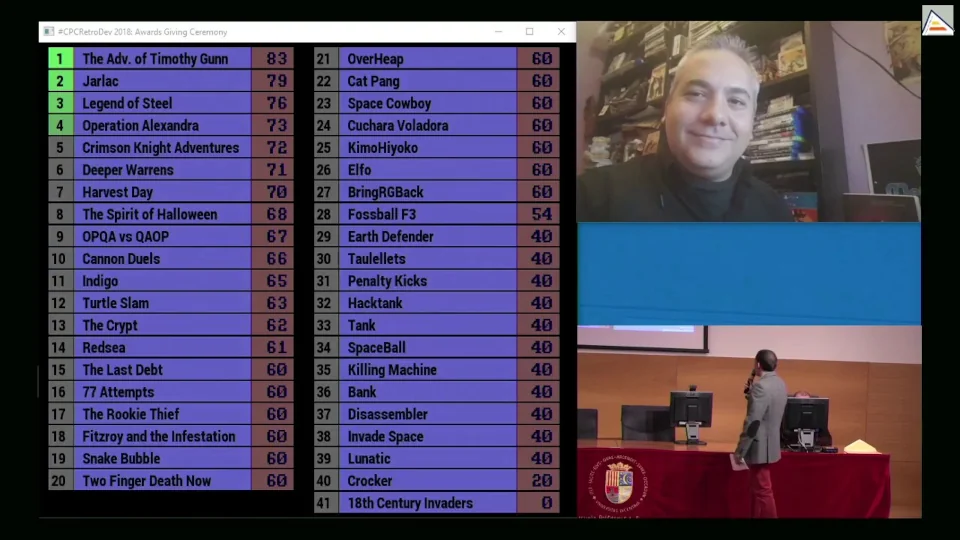 #CPCRetroDev 2018: Awards Giving Ceremony
1 The Adv. of Timothy Gunn 83
2 Jarlac 79
3 Legend of Steel 76
4 Operation Alexandra 73
5 Crimson Knight Adventures 72
6 Deeper Warrens 71
7 Harvest Day 70
8 The Spirit of Halloween 68
9 OPQA vs QAOP 67
10 Cannon Duels 66
11 Indigo 65
12 Turtle Slam 63
13 The Crypt 62
14 Redsea 61
15 The Last Debt 60
16 77 Attempts 60
17 The Rookie Thief 60
18 Fitzroy and the Infestation 60
19 Snake Bubble 60
20 Two Finger Death Now 60
21 OverHeap 60
22 Cat Pang 60
23 Space Cowboy 60
24 Cuchara Voladora 60
25 KimoHiyoko 60
26 Elfo 60
27 BringRGBack 60
28 Fossball F3 54
29 Earth Defender 40
30 Taulellets 40
31 Penalty Kicks 40
32 Hacktank 40
33 Tank 40
34 SpaceBall 40
35 Killing Machine 40
36 Bank 40
37 Disassembler 40
38 Invade Space 40
39 Lunatic 40
40 Crocker 20
41 18th Century Invaders 0